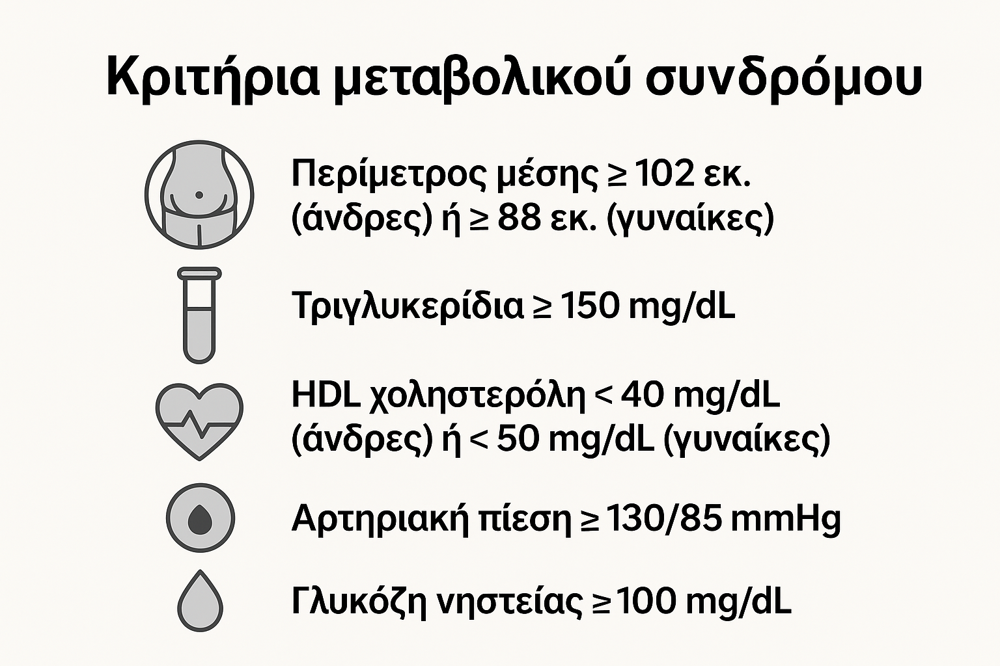 Κριτήρια μεταβολικού συνδρόμου
Περίμετρος μέσης ≥ 102 εκ.
(άνδρες) ή ≥ 88 εκ. (γυναίκες)
Τριγλυκερίδια ≥ 150 mg/dL
HDL χοληστερόλη < 40 mg/dL
(άνδρες) ή < 50 mg/dL (γυναίκες)
Αρτηριακή πίεση ≥ 130/85 mmHg
Γλυκόζη νηστείας ≥ 100 mg/dL